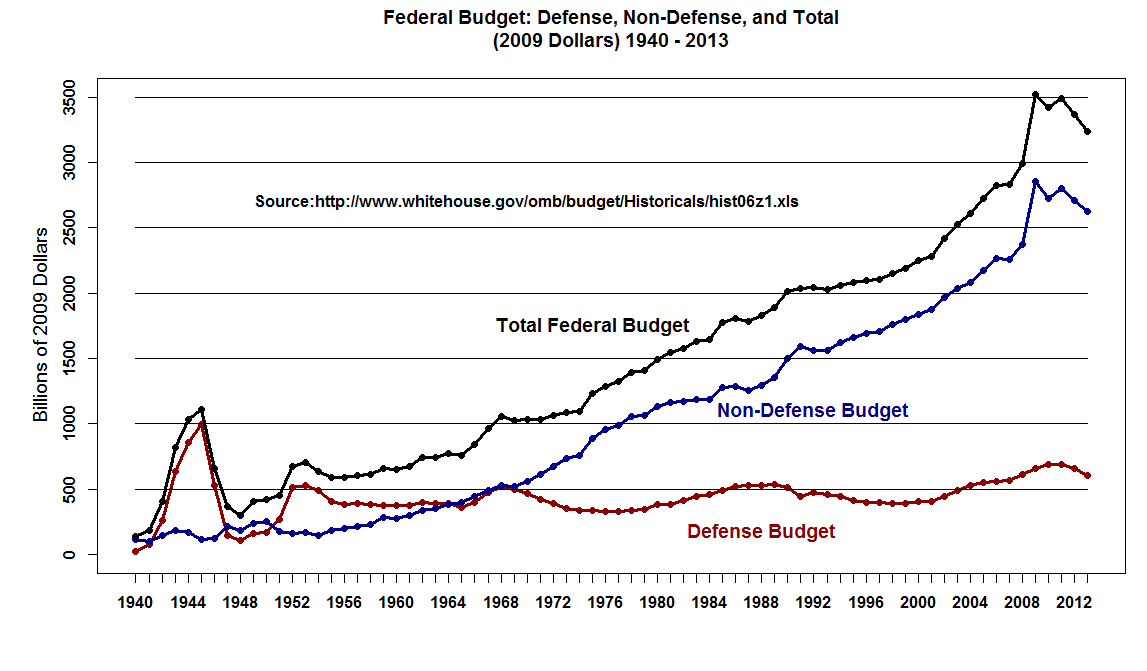 Federal Budget: Defense, Non-Defense, and Total
(2009 Dollars) 1940 - 2013
Billions of 2009 Dollars
3500
3000
2500
2000
1500
1000
500
0
Source:http://www.whitehouse.gov/omb/budget/Historicals/hist06z1.xls
Total Federal Budget
Non-Defense Budget
Defense Budget
1940 1944 1948 1952 1956 1960 1964 1968 1972 1976 1980 1984 1988 1992 1996 2000 2004 2008 2012